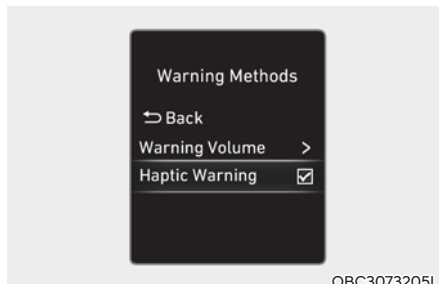 Warning Methods
Back
Warning Volume >
Haptic Warning
OBC3073205L